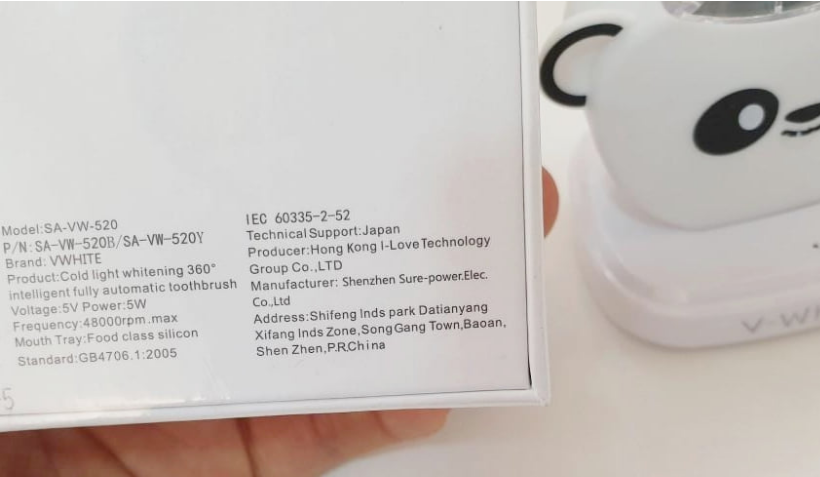 Model:SA-VW-520
P/N:SA-VW-520B/SA-VW-520Y
Brand: VWHITE
Product:Cold light whitening 360°
intelligent fully automatic toothbrush
Voltage:5V Power:5W
Frequency:48000rpm.max
Mouth Tray:Food class silicon
Standard:GB4706.1:2005
IEC 60335-2-52
Technical Support:Japan
Producer:Hong Kong I-Love Technology
Group Co.,LTD
Manufacturer: Shenzhen Sure-power.Elec.
Co.,Ltd
Address:Shifeng Inds park Datianyang
Xifang Inds Zone,SongGang Town,Baoan,
Shen Zhen,P.R.China
5